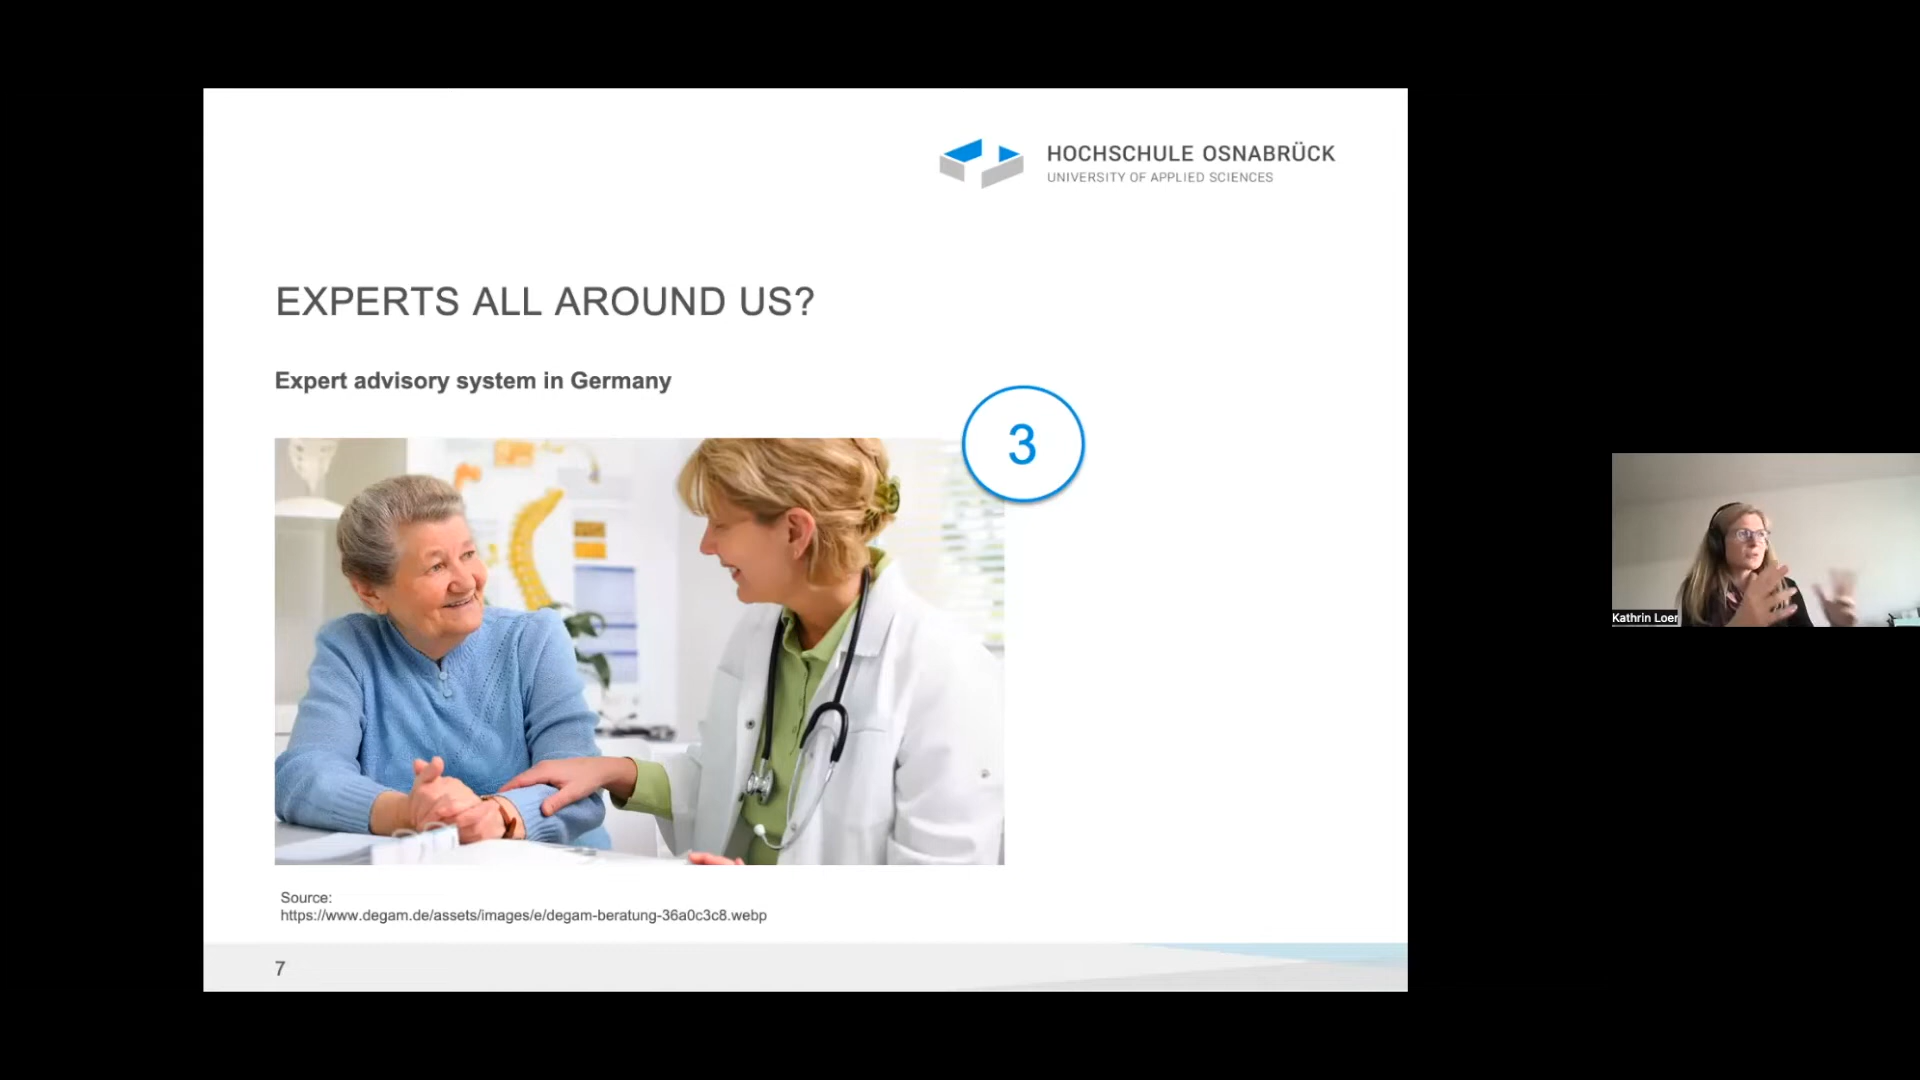 HOCHSCHULE OSNABRÜCK
UNIVERSITY OF APPLIED SCIENCES
EXPERTS ALL AROUND US?
Expert advisory system in Germany
3
Source:
https://www.degam.de/assets/images/e/degam-beratung-36a0c3c8.webp
7
Kathrin Loer